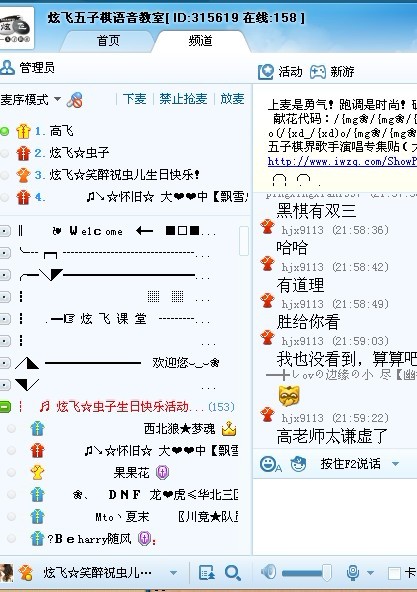 炫飞五子棋语音教室[ ID:315619 在线:158 ]
首页
频道
管理员
活动
新游
麦序模式
下麦
禁止抢麦
放麦
1. 高飞
2. 炫飞☆虫子
3. 炫飞☆笑醉祝虫儿生日快乐!
4. ♫↘☆怀旧☆ 大❤❤中【飘雪
Welcome
炫 飞 课 堂
欢迎您
炫飞☆虫子生日快乐活动... (153)
西北狼★梦魂
♫↘☆怀旧☆ 大❤❤中【飘雪
果果花
❀、 DNF 龙❤虎≤华北三
Mto丶夏末 〖川竞★队
?Beharry随风
炫飞☆笑醉祝虫儿···
上麦是勇气! 跑调是时尚!
献花代码: /{mg❀/{mg❀/{
o(/{xd_/{xd)o/{mg❀/{mg❀
五子棋界歌手演唱专集贴(
http://www.iwzq.com/ShowP
黑棋有双三
hjx9113 (21:58:36)
哈哈
hjx9113 (21:58:42)
有道理
hjx9113 (21:58:49)
胜给你看
hjx9113 (21:59:03)
我也没看到，算算吧
ovの边缘の小 尽【幽
hjx9113 (21:59:22)
高老师太谦虚了
按住F2说话
卡